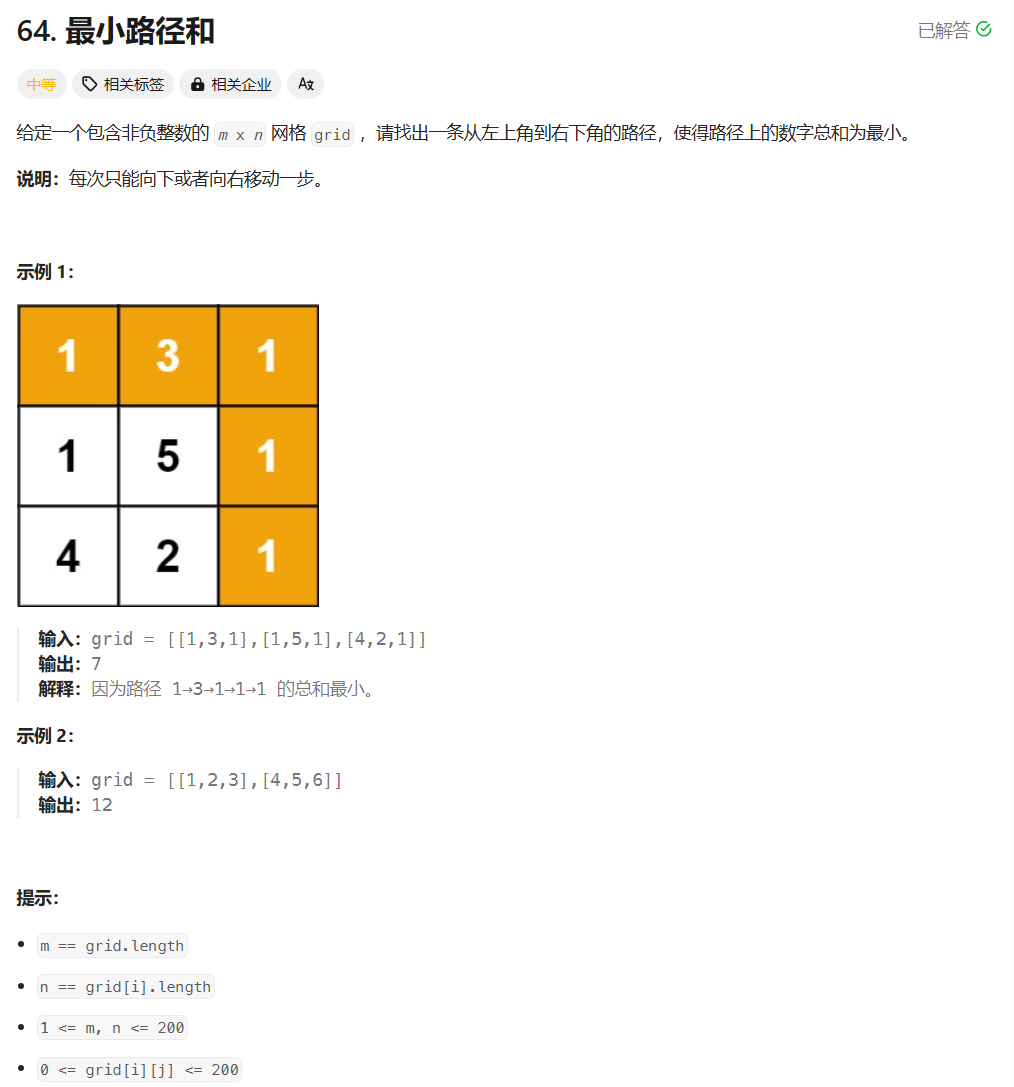 64. 最小路径和
已解答
中等
相关标签
相关企业
给定一个包含非负整数的 m x n 网格 grid ，请找出一条从左上角到右下角的路径，使得路径上的数字总和为最小。
说明：每次只能向下或者向右移动一步。
示例 1：
1 3 1
1 5 1
4 2 1
输入：grid = [[1,3,1],[1,5,1],[4,2,1]]
输出：7
解释：因为路径 1→3→1→1→1 的总和最小。
示例 2：
输入：grid = [[1,2,3],[4,5,6]]
输出：12
提示：
m == grid.length
n == grid[i].length
1 <= m, n <= 200
0 <= grid[i][j] <= 200